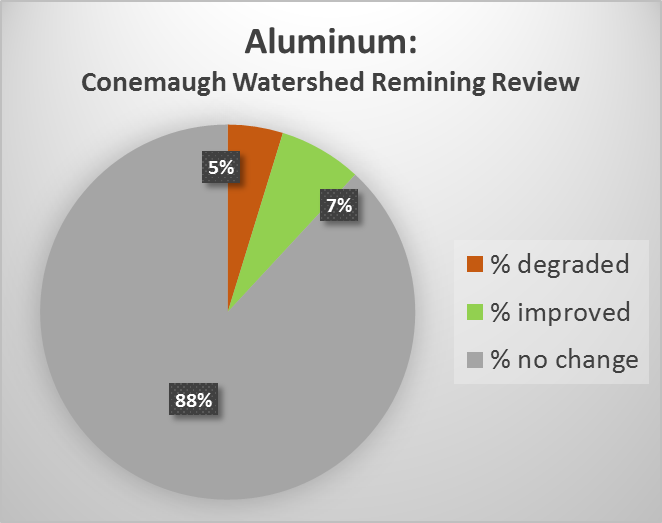 Aluminum:
Conemaugh Watershed Remining Review
5%
7%
88%
% degraded
% improved
% no change